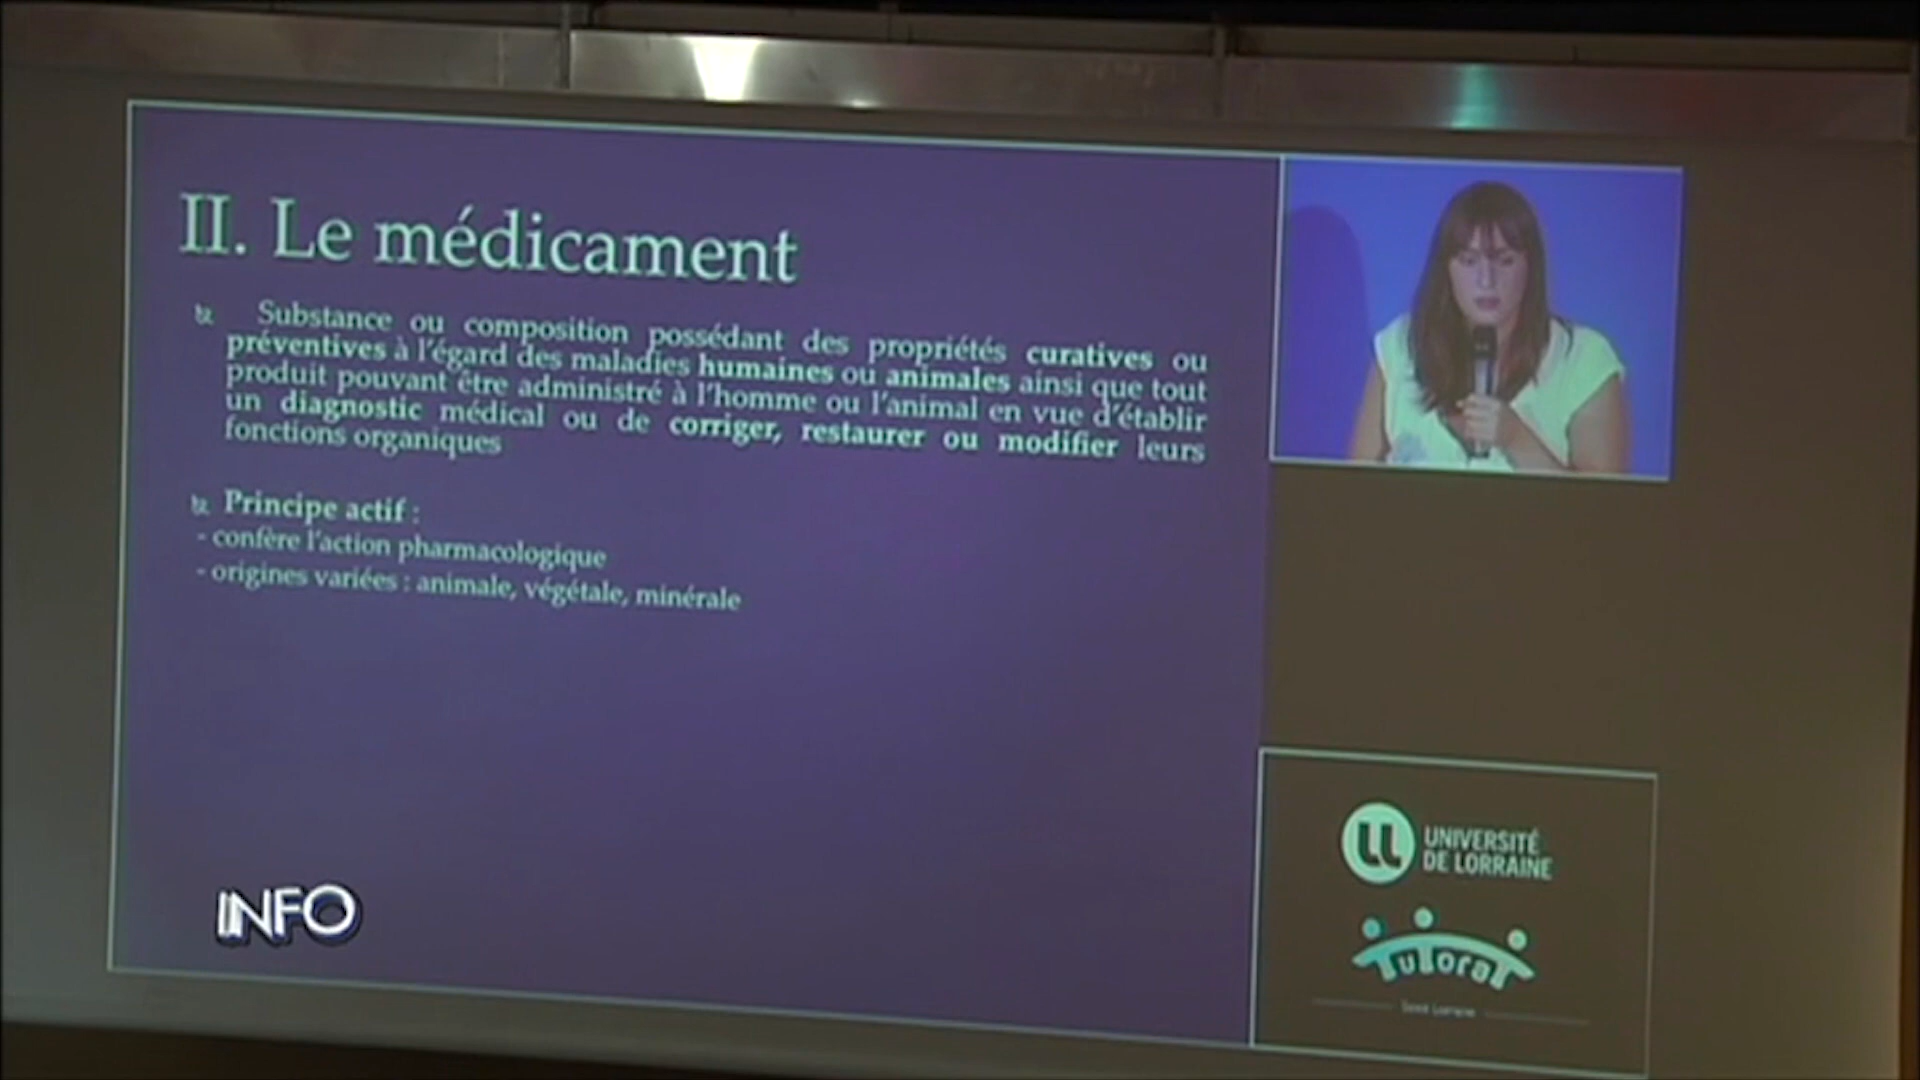 II. Le médicament
Substance ou composition possédant des propriétés curatives ou
préventives à l'égard des maladies humaines ou animales ainsi que tout
produit pouvant être administré à l'homme ou l'animal en vue d'établir
un diagnostic médical ou de corriger, restaurer ou modifier leurs
fonctions organiques
Principe actif :
- confère l'action pharmacologique
- origines variées : animale, végétale, minérale
INFO
UNIVERSITÉ
DE LORRAINE
TUTORAT
Santé Lorraine